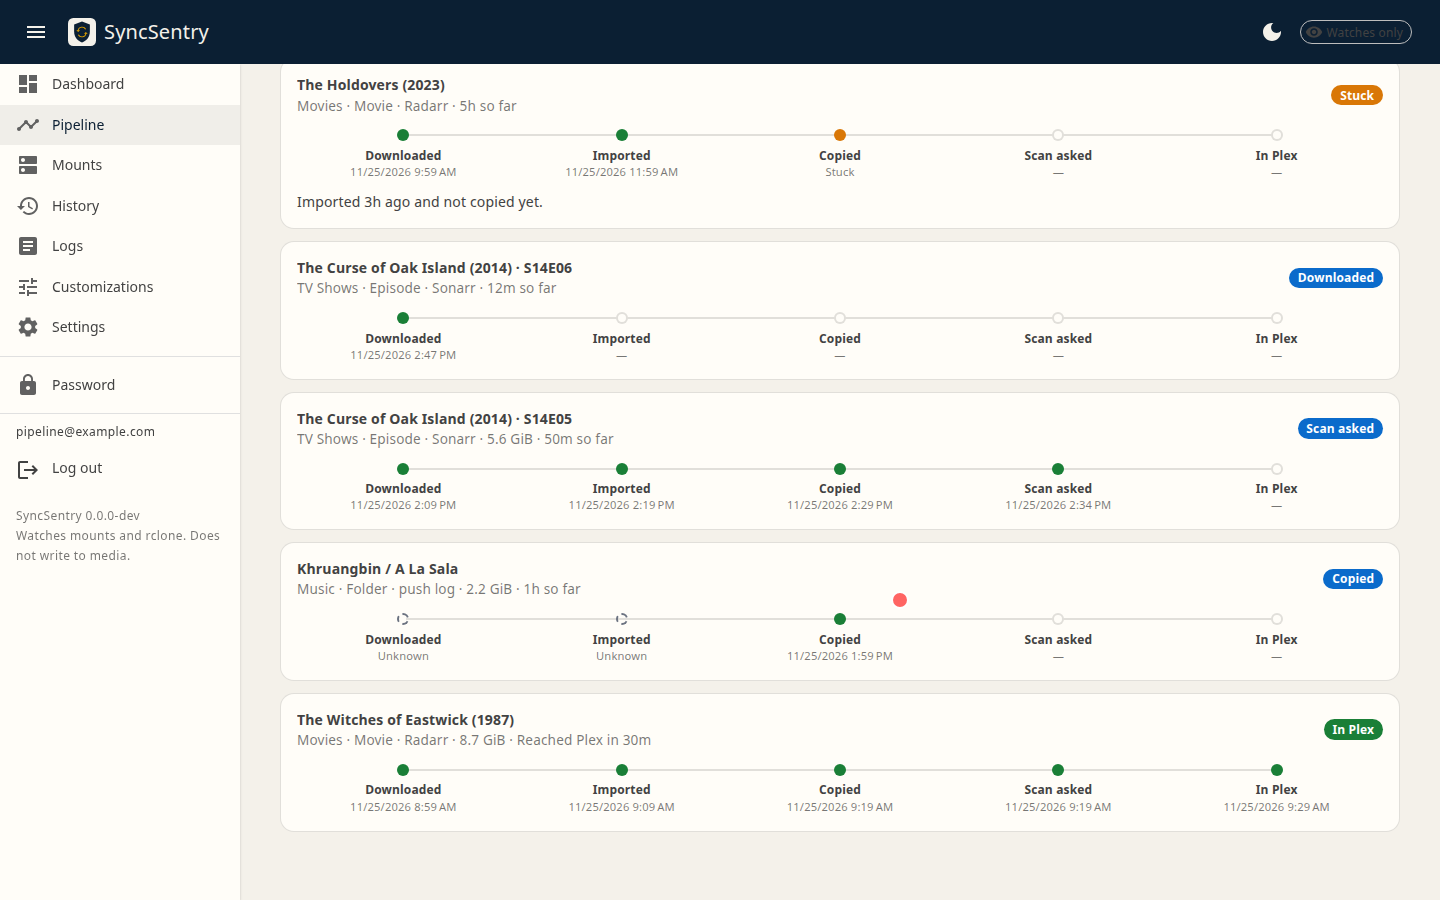 SyncSentry
Watches only
Dashboard
Pipeline
Mounts
History
Logs
Customizations
Settings
Password
pipeline@example.com
Log out
SyncSentry 0.0.0-dev
Watches mounts and rclone. Does
not write to media.
The Holdovers (2023)
Movies · Movie · Radarr · 5h so far
Stuck
Downloaded Imported Copied Scan asked In Plex
11/25/2026 9:59 AM 11/25/2026 11:59 AM Stuck — —
Imported 3h ago and not copied yet.
The Curse of Oak Island (2014) · S14E06
TV Shows · Episode · Sonarr · 12m so far
Downloaded
Downloaded Imported Copied Scan asked In Plex
11/25/2026 2:47 PM — — — —
The Curse of Oak Island (2014) · S14E05
TV Shows · Episode · Sonarr · 5.6 GiB · 50m so far
Scan asked
Downloaded Imported Copied Scan asked In Plex
11/25/2026 2:09 PM 11/25/2026 2:19 PM 11/25/2026 2:29 PM 11/25/2026 2:34 PM —
Khruangbin / A La Sala
Music · Folder · push log · 2.2 GiB · 1h so far
Copied
Downloaded Imported Copied Scan asked In Plex
Unknown Unknown 11/25/2026 1:59 PM — —
The Witches of Eastwick (1987)
Movies · Movie · Radarr · 8.7 GiB · Reached Plex in 30m
In Plex
Downloaded Imported Copied Scan asked In Plex
11/25/2026 8:59 AM 11/25/2026 9:09 AM 11/25/2026 9:19 AM 11/25/2026 9:19 AM 11/25/2026 9:29 AM